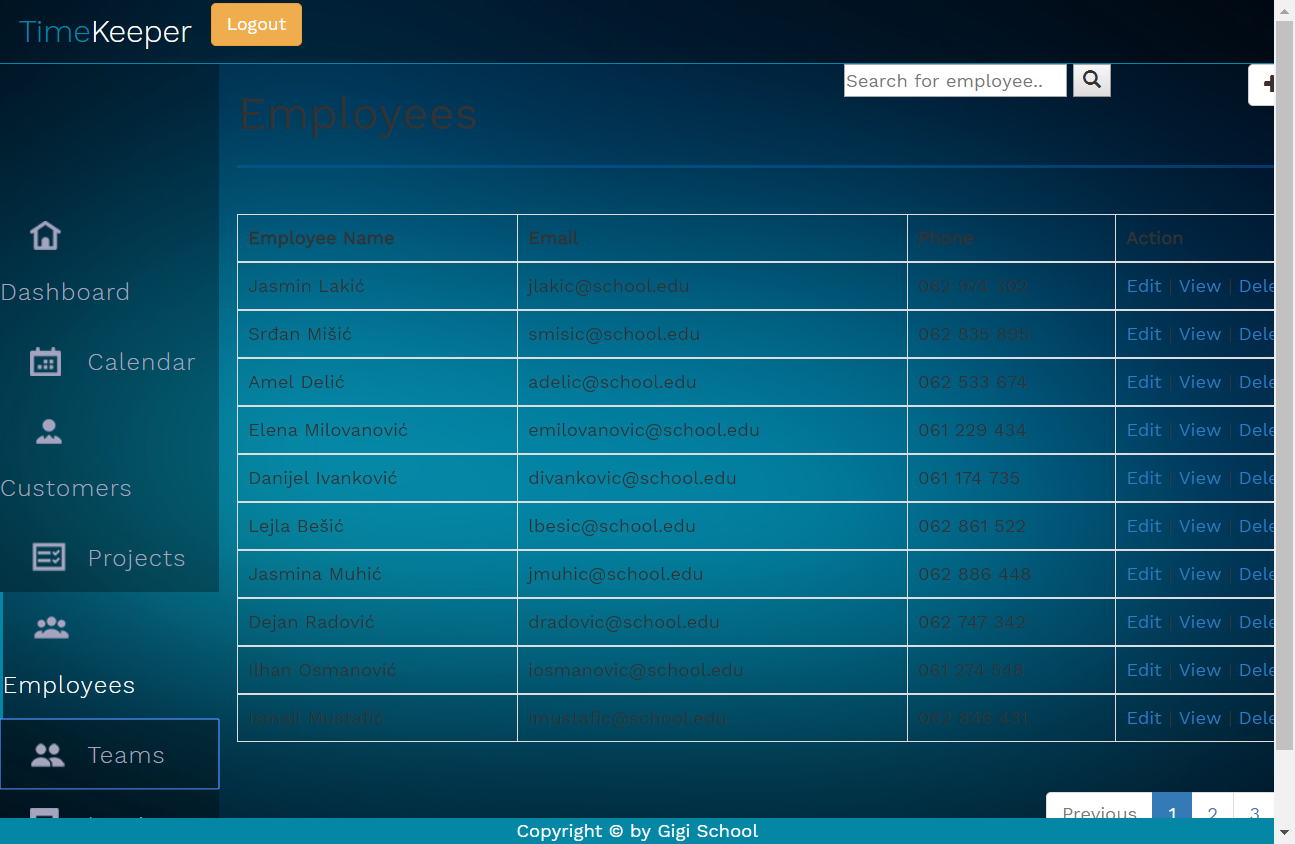 TimeKeeper Logout
Search for employee..
Employees
Dashboard
Calendar
Customers
Projects
Employees
Teams
Employee Name Email Phone Action
Jasmin Lakić jlakic@school.edu 062 974 302 Edit | View | Dele
Srđan Mišić smisic@school.edu 062 835 895 Edit | View | Dele
Amel Delić adelic@school.edu 062 533 674 Edit | View | Dele
Elena Milovanović emilovanovic@school.edu 061 229 434 Edit | View | Dele
Danijel Ivanković divankovic@school.edu 061 174 735 Edit | View | Dele
Lejla Bešić lbesic@school.edu 062 861 522 Edit | View | Dele
Jasmina Muhić jmuhic@school.edu 062 886 448 Edit | View | Dele
Dejan Radović dradovic@school.edu 062 747 342 Edit | View | Dele
Ilhan Osmanović iosmanovic@school.edu 061 274 548 Edit | View | Dele
Ismail Mustafić imustafic@school.edu 062 846 431 Edit | View | Dele
Previous 1 2 3
Copyright © by Gigi School